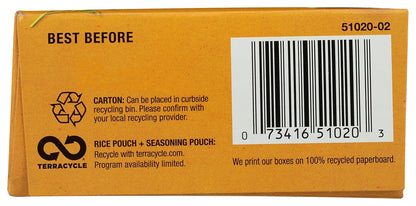 51020-02
BEST BEFORE
CARTON: Can be placed in curbside
recycling bin. Please confirm with
your local recycling provider.
RICE POUCH + SEASONING POUCH:
Recycle with terracycle.com.
Program availability limited.
TERRACYCLE
0 73416 51020 3
We print our boxes on 100% recycled paperboard.